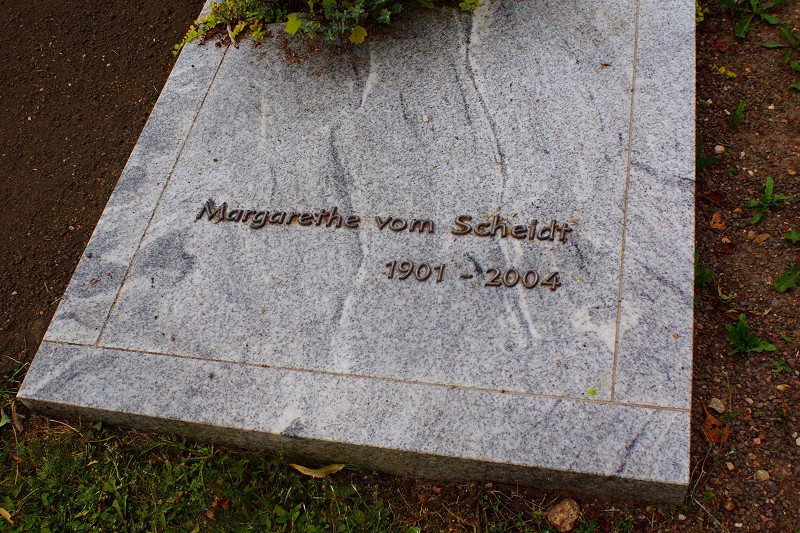 Margarethe vom Scheidt
1901 - 2004